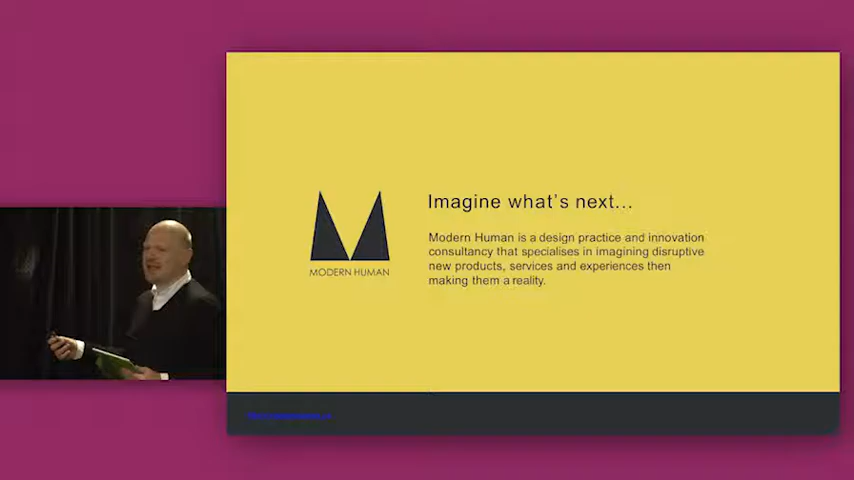 Imagine what's next...
Modern Human is a design practice and innovation
consultancy that specialises in imagining disruptive
new products, services and experiences then
making them a reality.
MODERN HUMAN